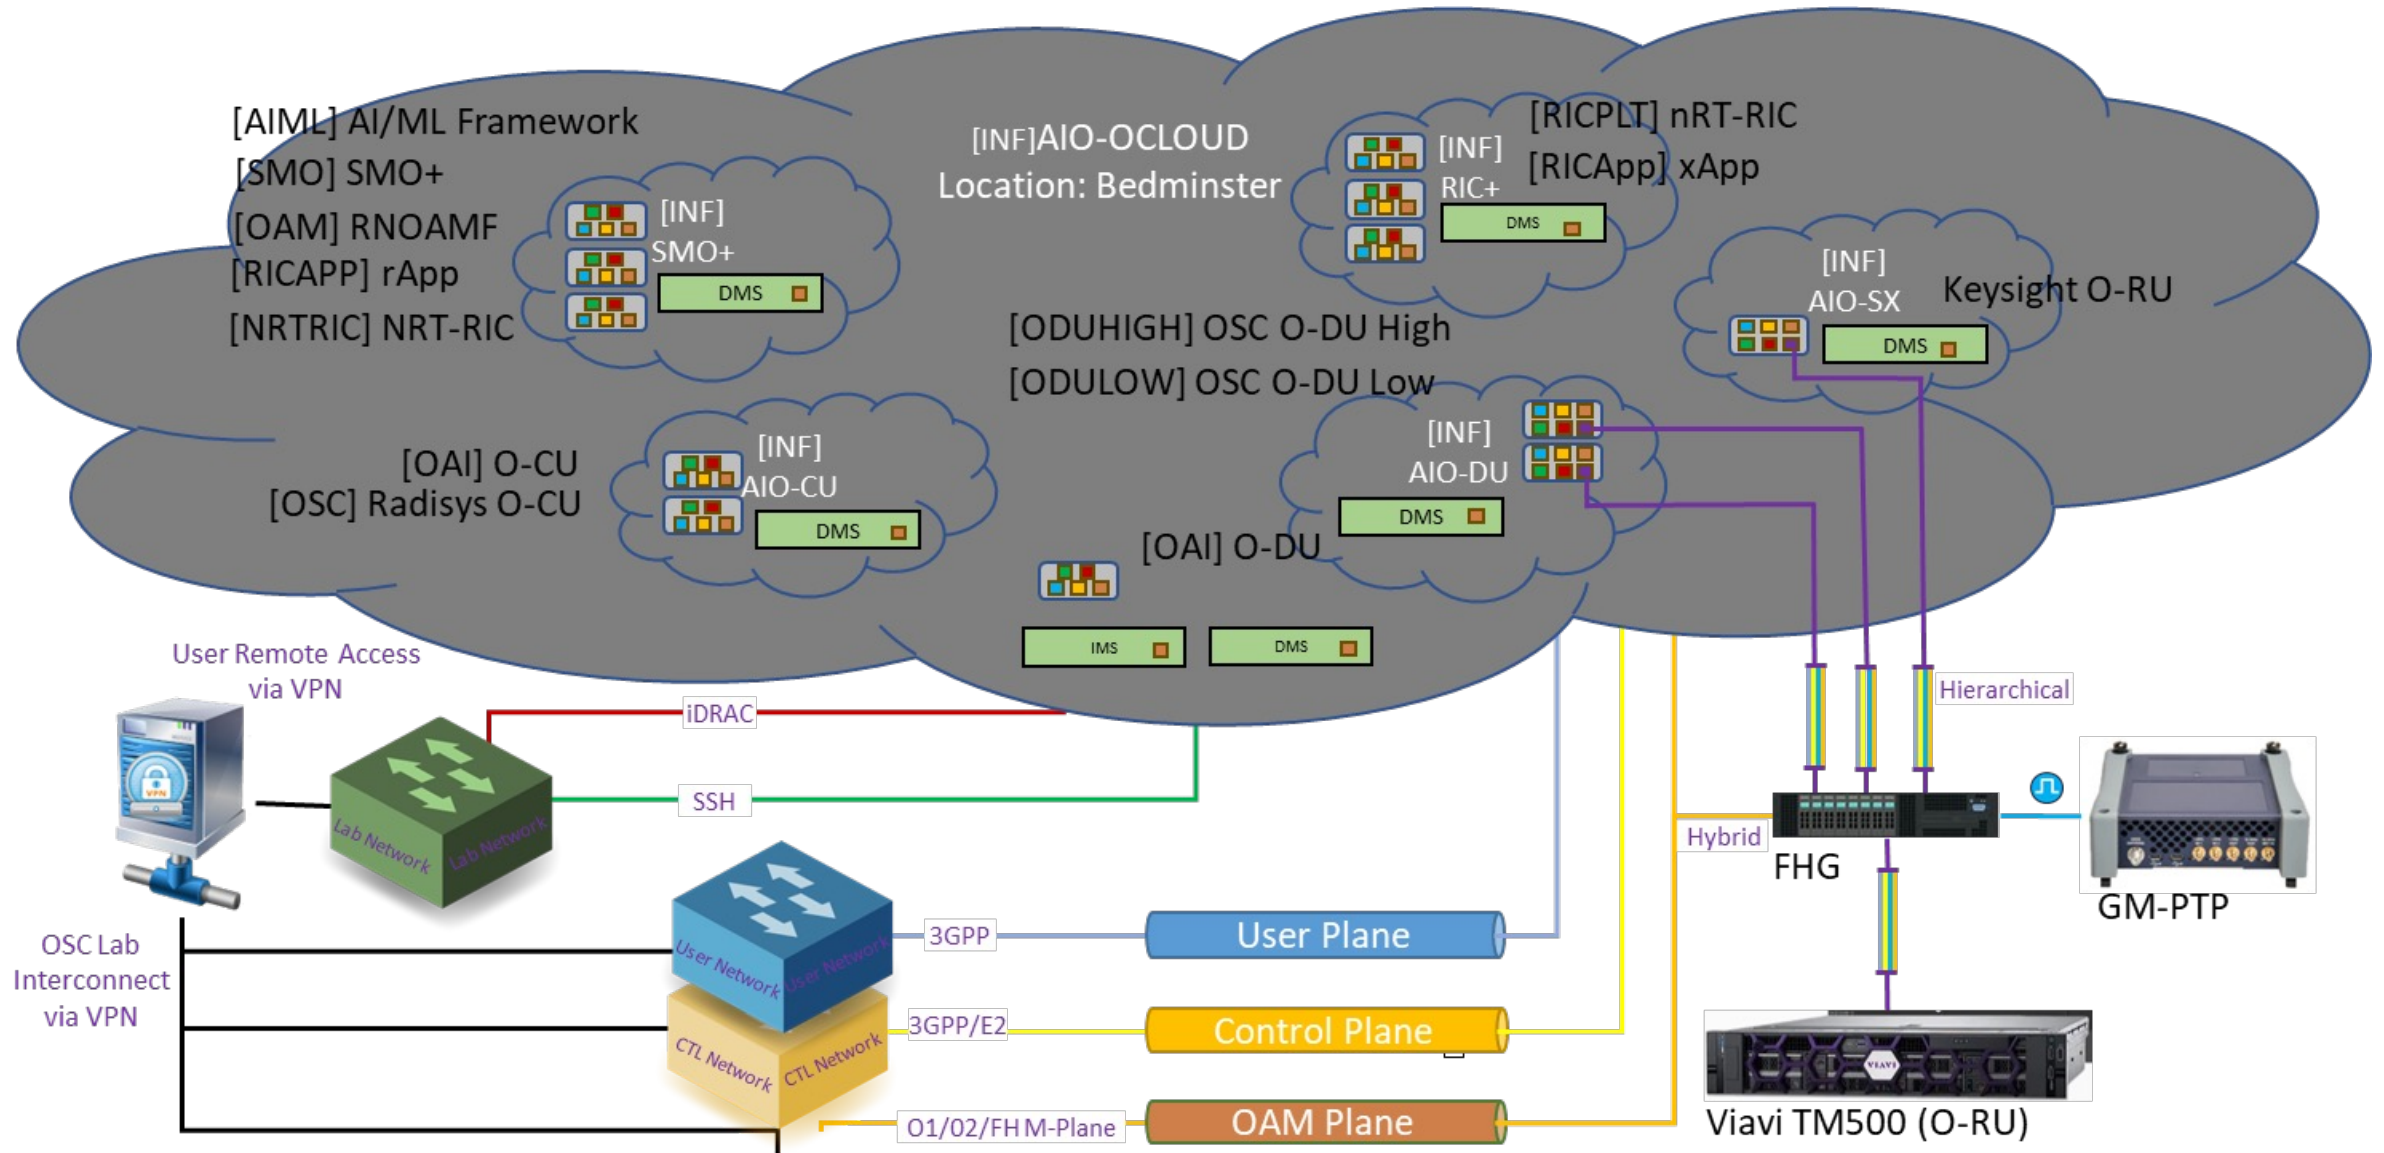 [AIML] AI/ML Framework
[SMO] SMO+
[OAM] RNOAMF
[RICAPP] rApp
[NRTRIC] NRT-RIC
[INF]
SMO+
DMS
[INF]AIO-OCLOUD
Location: Bedminster
[INF]
RIC+
DMS
[RICPLT] nRT-RIC
[RICApp] xApp
[INF]
AIO-SX
DMS
Keysight O-RU
[ODUHIGH] OSC O-DU High
[ODULOW] OSC O-DU Low
[OAI] O-CU
[OSC] Radisys O-CU
[INF]
AIO-CU
DMS
[INF]
AIO-DU
DMS
[OAI] O-DU
IMS
DMS
User Remote Access
via VPN
VPN
iDRAC
SSH
Lab Network
Lab Network
Hierarchical
Hybrid
FHG
GM-PTP
OSC Lab
Interconnect
via VPN
User Network
User Network
3GPP
User Plane
CTL Network
CTL Network
3GPP/E2
Control Plane
O1/02/FH M-Plane
OAM Plane
VIAVI
Viavi TM500 (O-RU)